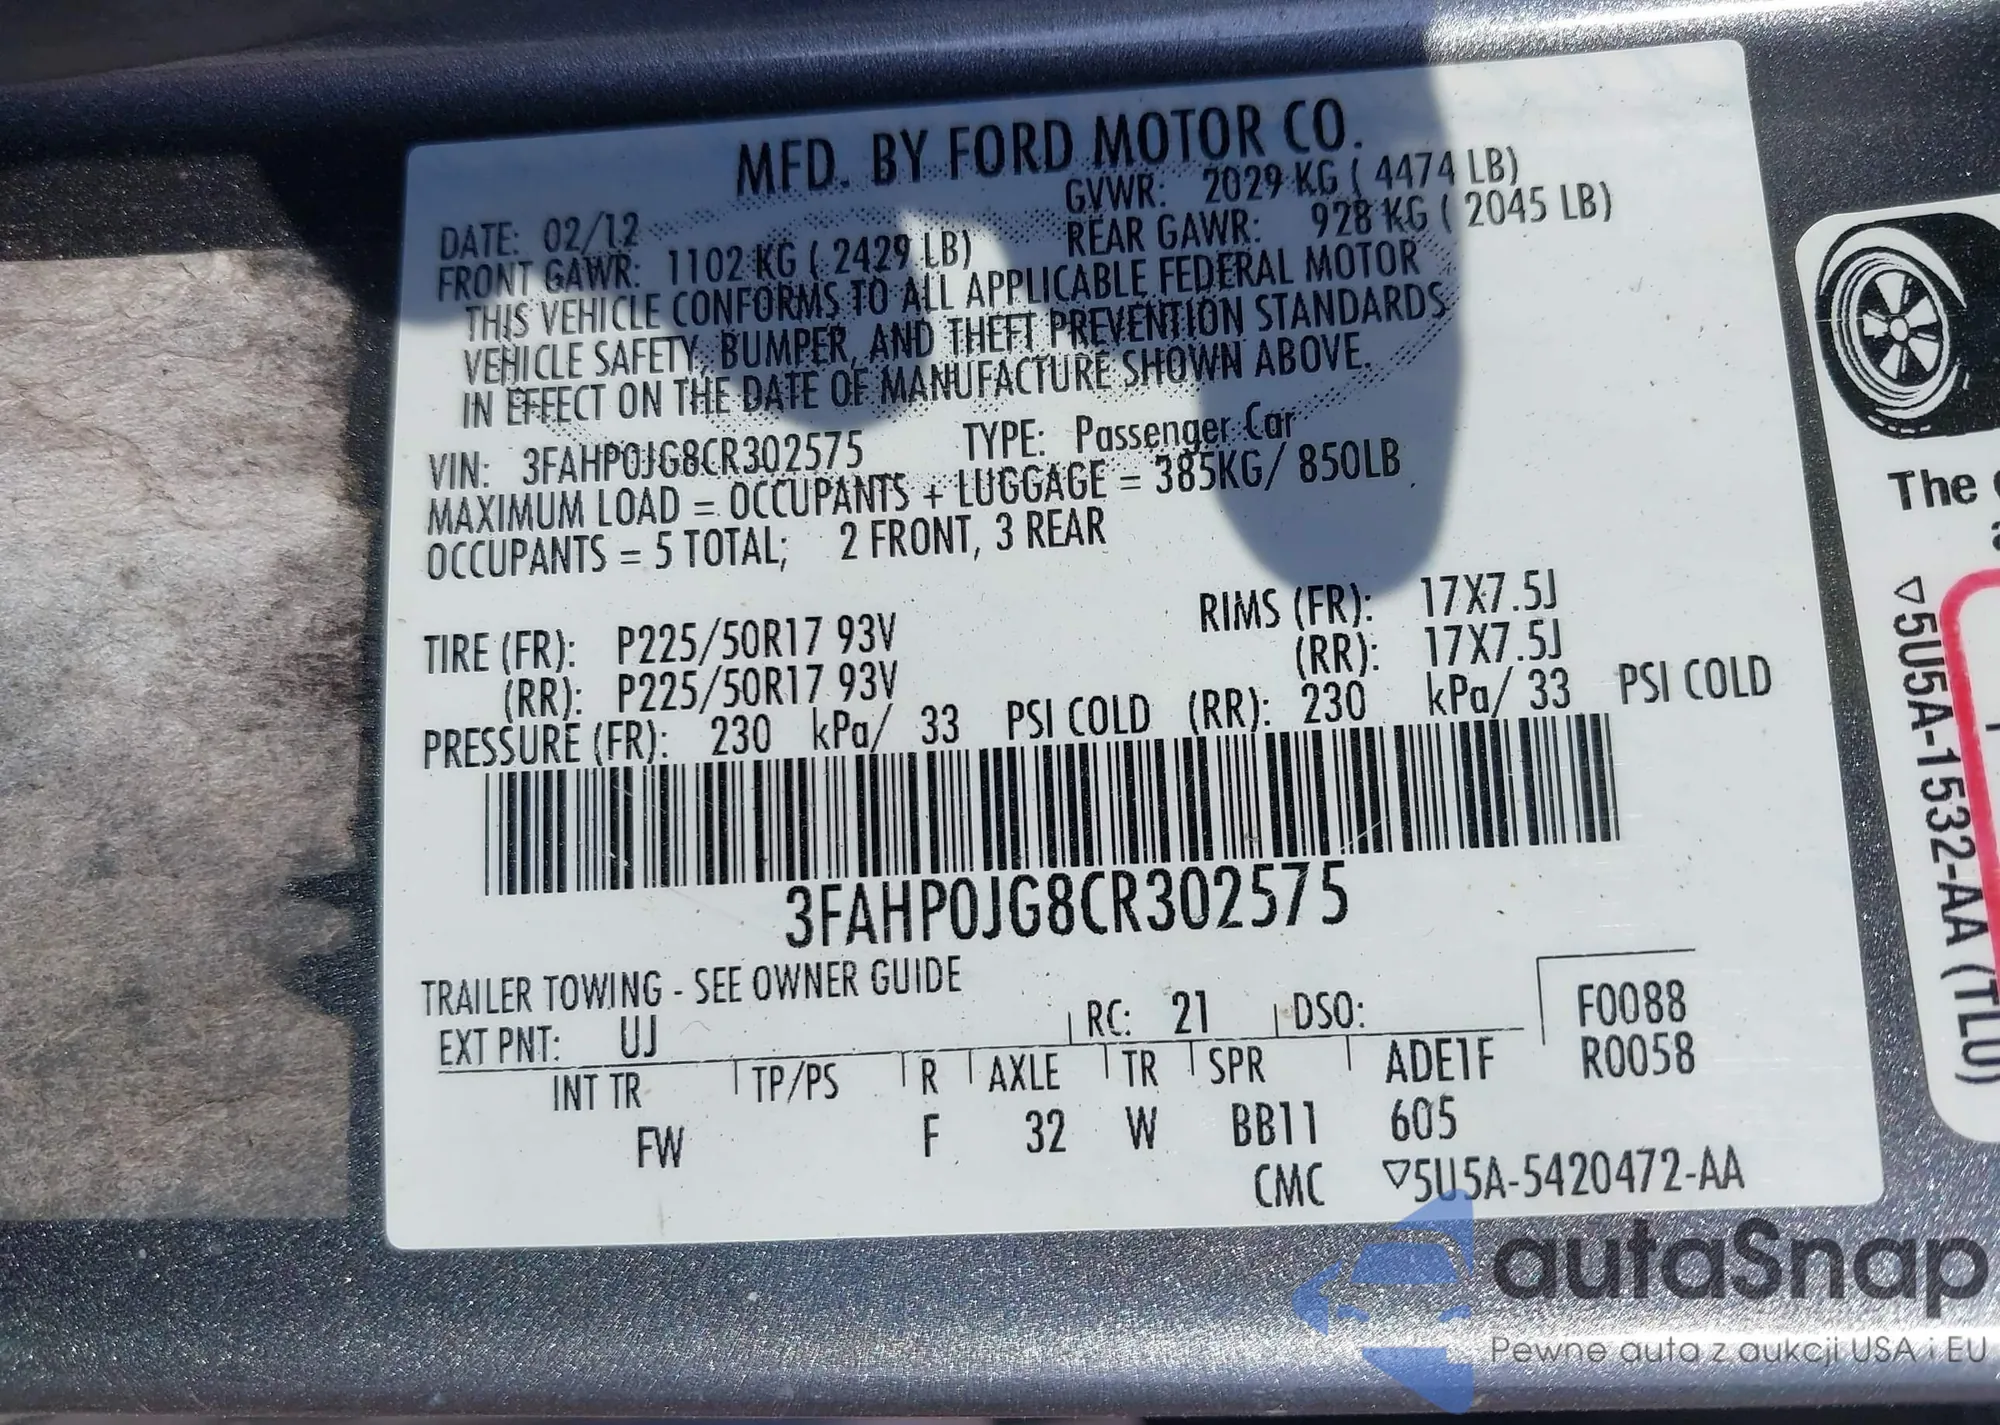 MFD. BY FORD MOTOR CO.
DATE: 02/12 GVWR: 2029 KG ( 4474 LB)
FRONT GAWR: 1102 KG ( 2429 LB) REAR GAWR: 928 KG ( 2045 LB)
THIS VEHICLE CONFORMS TO ALL APPLICABLE FEDERAL MOTOR
VEHICLE SAFETY, BUMPER, AND THEFT PREVENTION STANDARDS
IN EFFECT ON THE DATE OF MANUFACTURE SHOWN ABOVE.
VIN: 3FAHP0JG8CR302575 TYPE: Passenger Car
MAXIMUM LOAD = OCCUPANTS + LUGGAGE = 385KG/ 850LB
OCCUPANTS = 5 TOTAL; 2 FRONT, 3 REAR
TIRE (FR): P225/50R17 93V RIMS (FR): 17X7.5J
(RR): P225/50R17 93V (RR): 17X7.5J
PRESSURE (FR): 230 kPa/ 33 PSI COLD (RR): 230 kPa/ 33 PSI COLD
3FAHP0JG8CR302575
TRAILER TOWING - SEE OWNER GUIDE
EXT PNT: UJ RC: 21 DSO: F0088
INT TR TP/PS R AXLE TR SPR ADE1F R0058
FW F 32 W BB11 605
CMC ▽5U5A-5420472-AA
The
▽5U5A-1532-AA (TLU)
autaSnap
Pewne auta z aukcji USA i EU